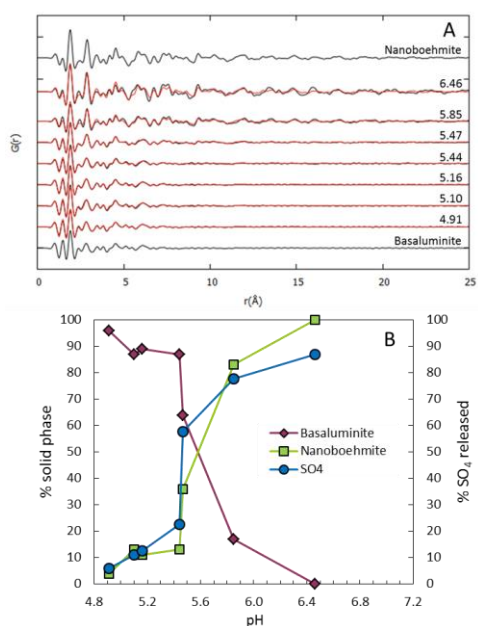 A
Nanoboehmite
6.46
5.85
5.47
5.44
5.16
5.10
4.91
Basaluminite
G(r)
0 5 10 15 20 25
r(Å)
B
100 100
90 90
80 80
70 70
60 60
50 50
40 40
30 30
20 20
10 10
0 0
% solid phase
% SO4 released
Basaluminite
Nanoboehmite
SO4
4.8 5.2 5.6 6.0 6.4 6.8 7.2
pH